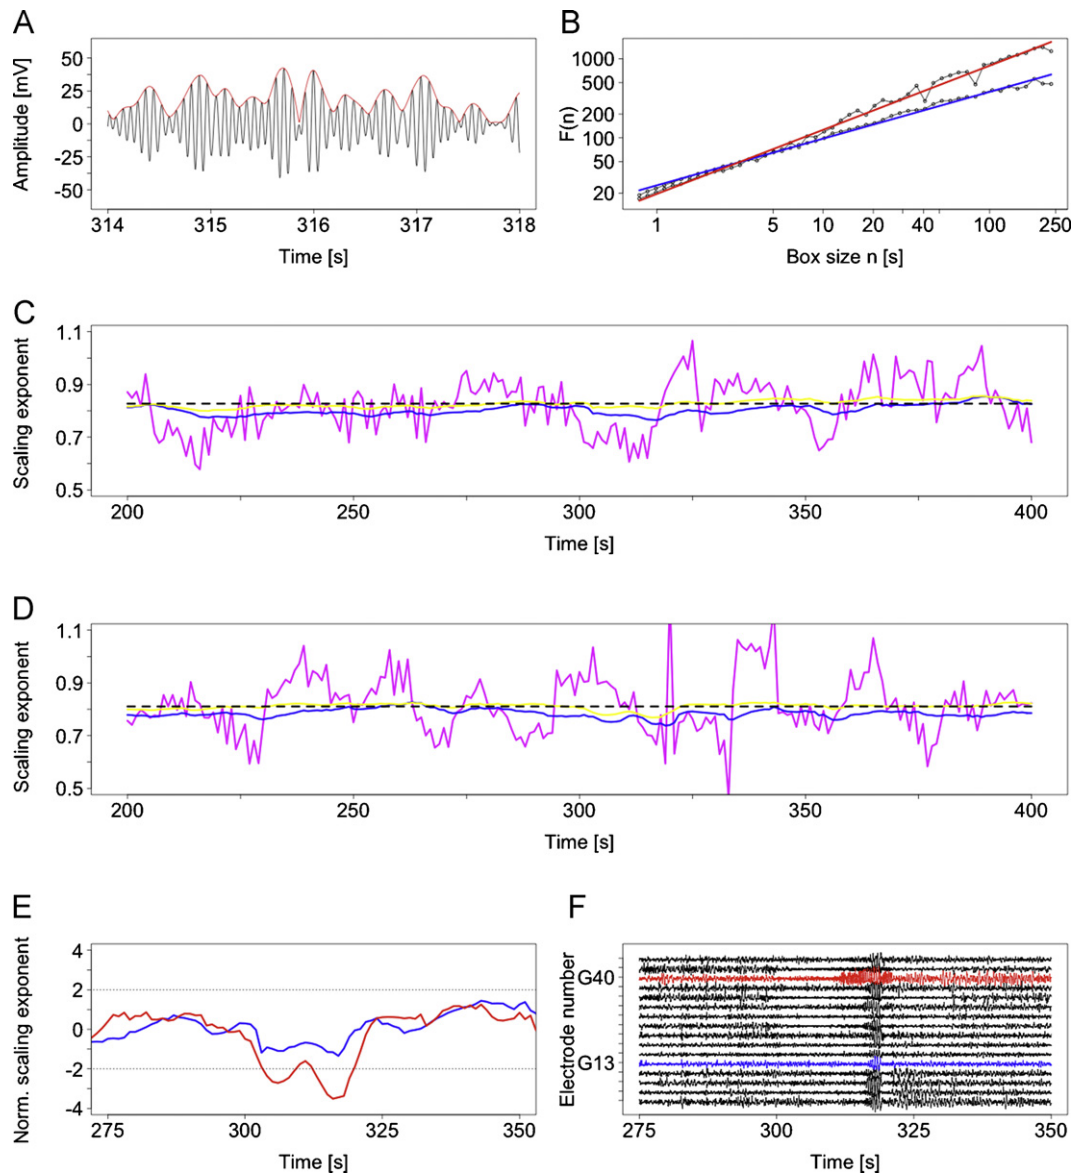 A
Amplitude [mV]
50
25
0
-25
-50
314
315
316
317
318
Time [s]
B
F(n)
1000
500
200
100
50
20
1
5
10
20
40
100
250
Box size n [s]
C
Scaling exponent
1.1
0.9
0.7
0.5
200
250
300
350
400
Time [s]
D
Scaling exponent
1.1
0.9
0.7
0.5
200
250
300
350
400
Time [s]
E
Norm. scaling exponent
4
2
0
-2
-4
275
300
325
350
Time [s]
F
Electrode number
G40
G13
275
300
325
350
Time [s]